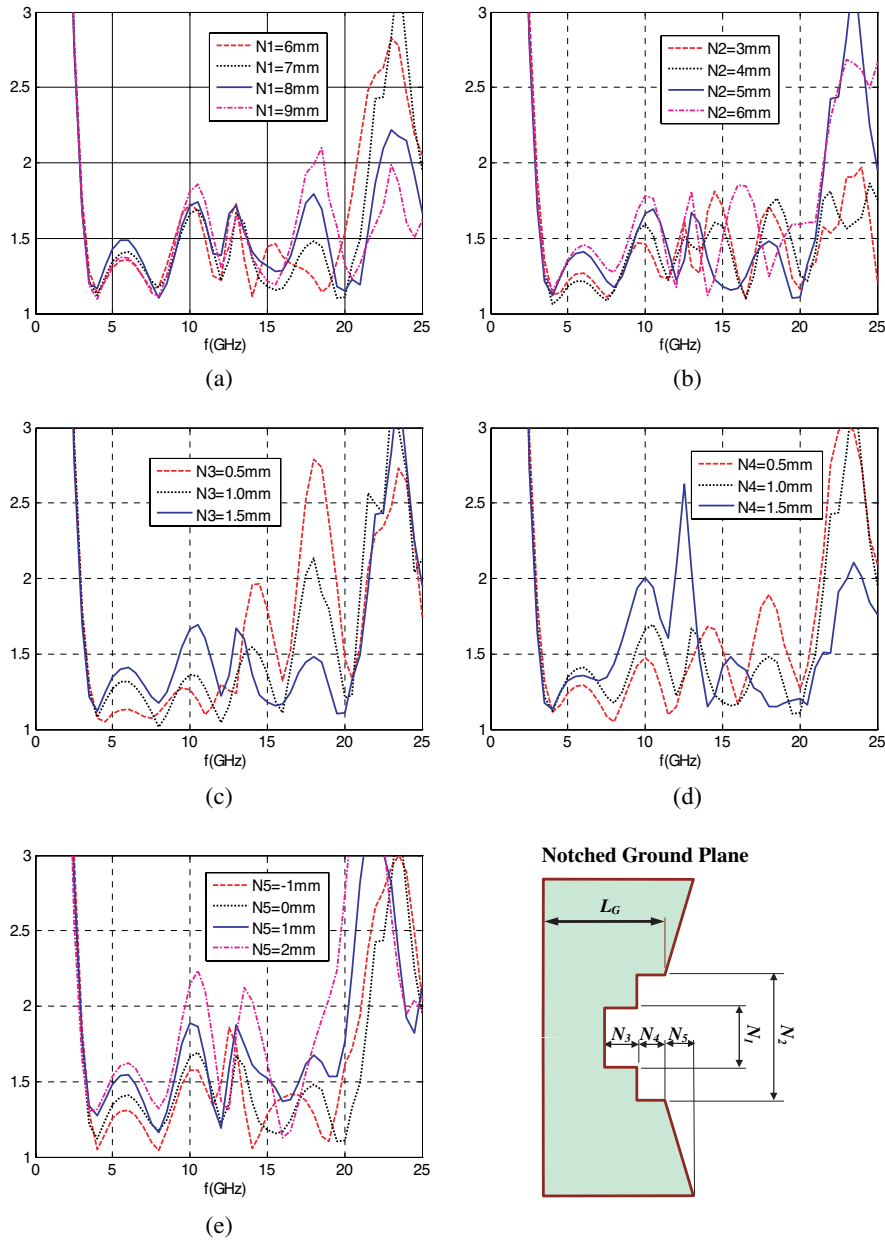 3
2.5
2
1.5
1
0 5 10 15 20 25
f(GHz)
N1=6mm
N1=7mm
N1=8mm
N1=9mm
(a)
3
2.5
2
1.5
1
0 5 10 15 20 25
f(GHz)
N2=3mm
N2=4mm
N2=5mm
N2=6mm
(b)
3
2.5
2
1.5
1
0 5 10 15 20 25
f(GHz)
N3=0.5mm
N3=1.0mm
N3=1.5mm
(c)
3
2.5
2
1.5
1
0 5 10 15 20 25
f(GHz)
N4=0.5mm
N4=1.0mm
N4=1.5mm
(d)
3
2.5
2
1.5
1
0 5 10 15 20 25
f(GHz)
N5=-1mm
N5=0mm
N5=1mm
N5=2mm
(e)
Notched Ground Plane
L_G
N_3 N_4 N_5
N_1
N_2